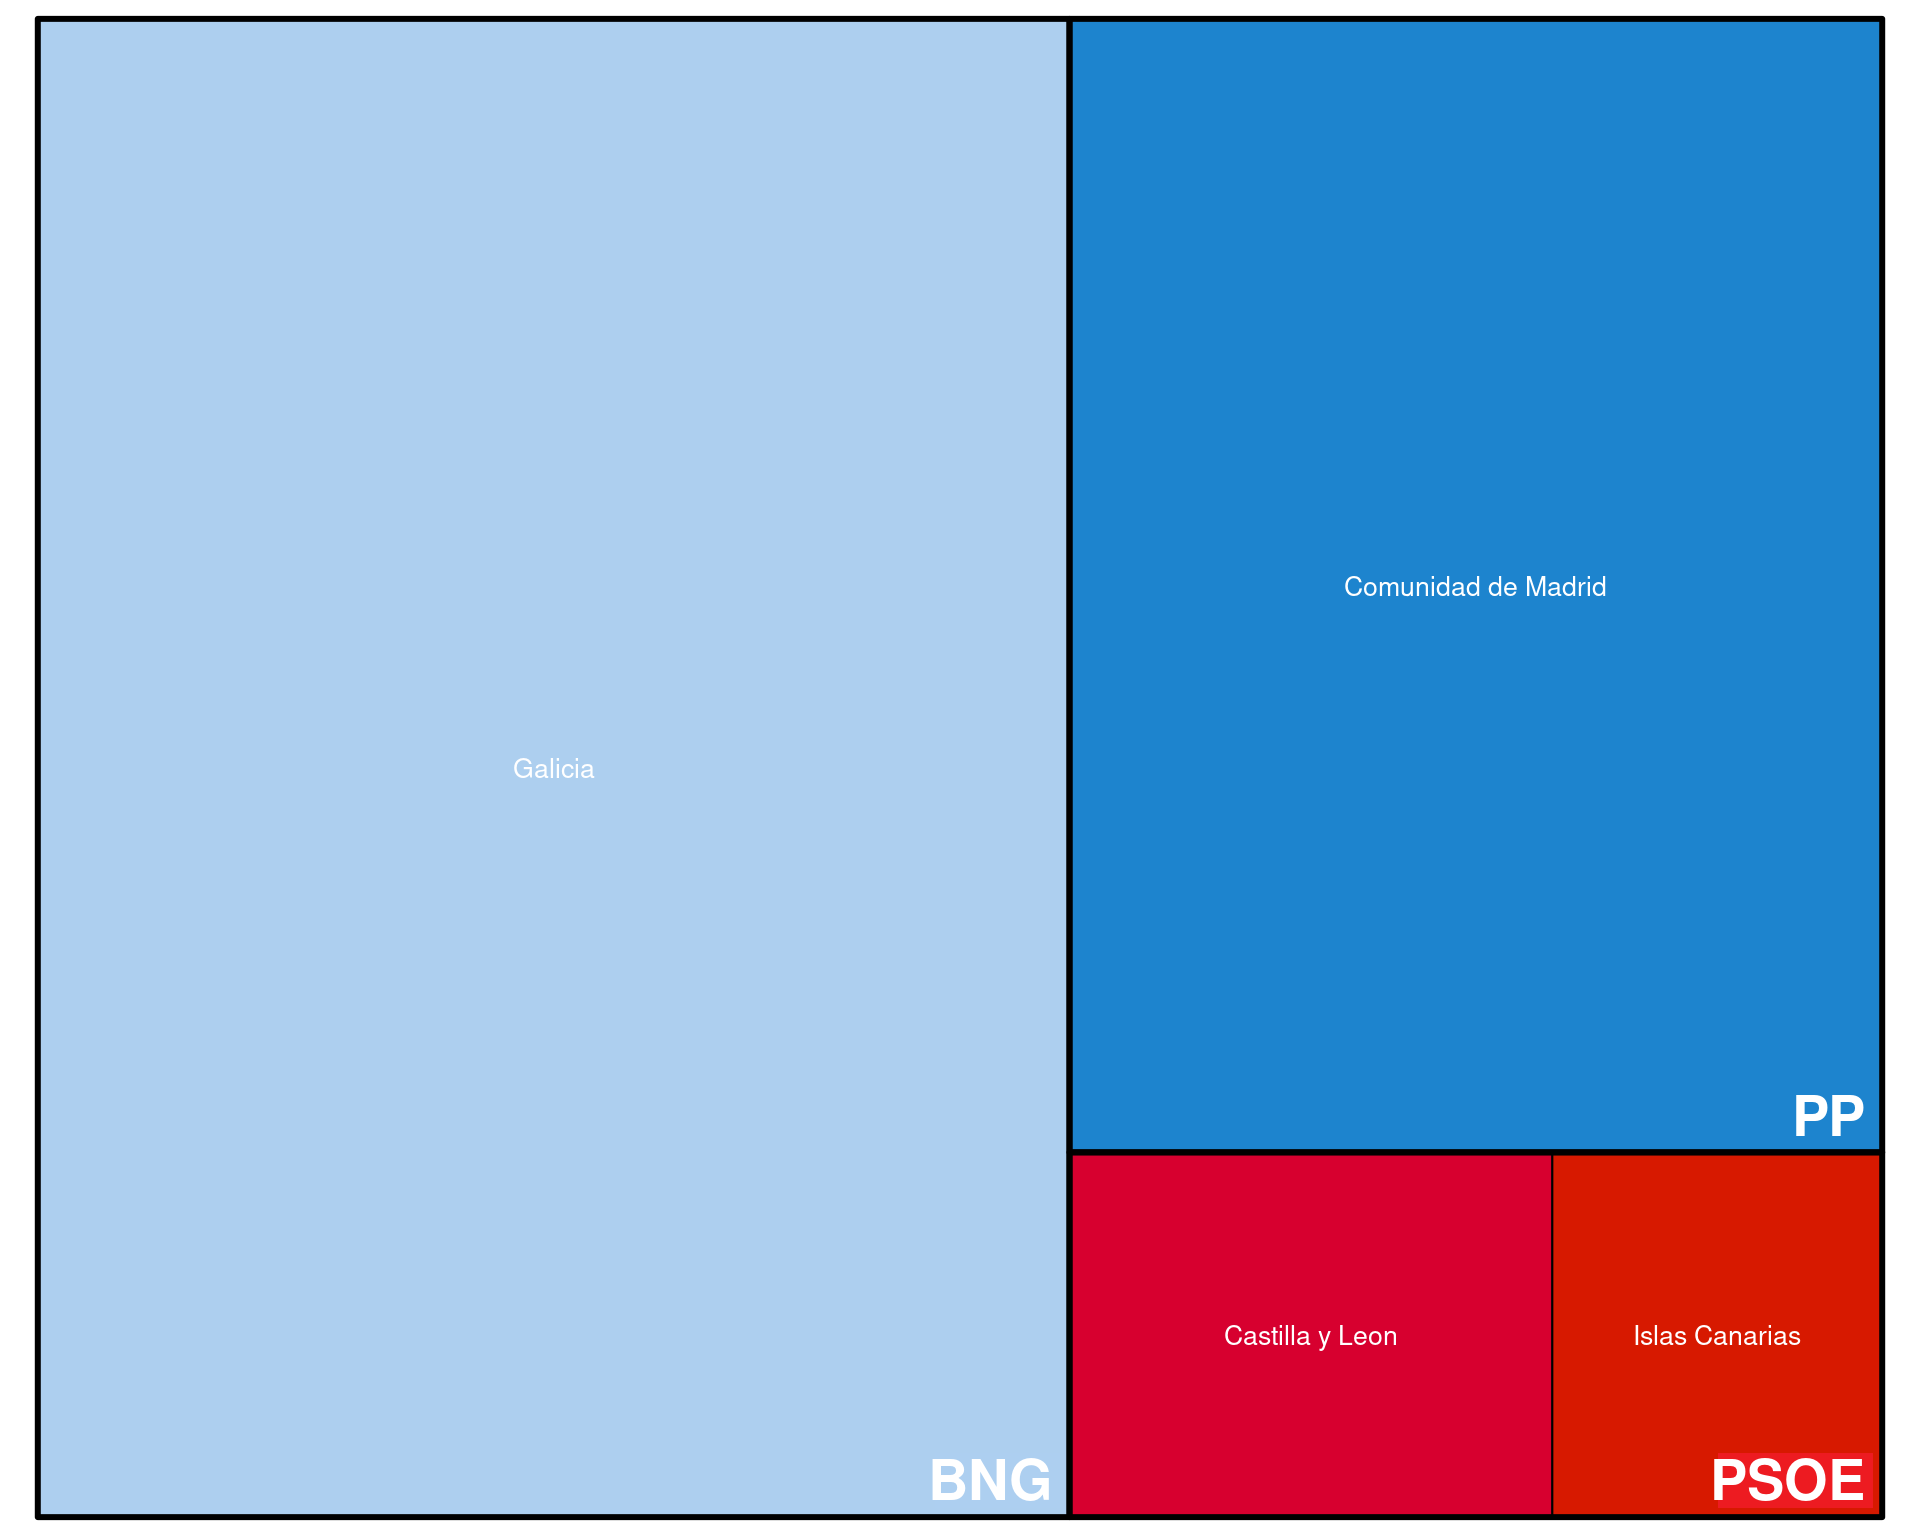 Galicia
BNG
Comunidad de Madrid
PP
Castilla y Leon
Islas Canarias
PSOE